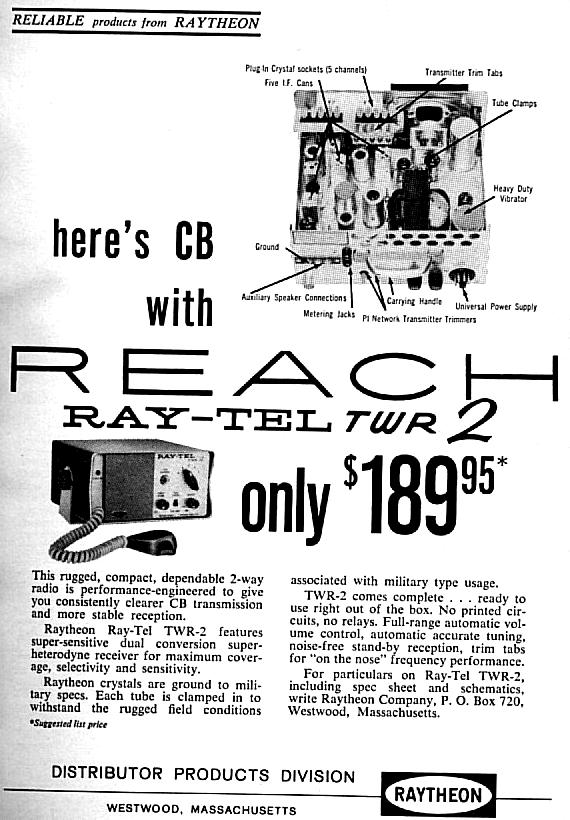 RELIABLE products from RAYTHEON
Plug-In Crystal sockets (5 channels)
Five I.F. Cans
Transmitter Trim Tabs
Tube Clamps
Heavy Duty
Vibrator
Ground
Auxiliary Speaker Connections
Metering Jacks
Carrying Handle
PI Network Transmitter Trimmers
Universal Power Supply
here's CB
with
REACH
RAY-TEL TWR 2
RAY-TEL
only $189 95*
This rugged, compact, dependable 2-way
radio is performance-engineered to give
you consistently clearer CB transmission
and more stable reception.
Raytheon Ray-Tel TWR-2 features
super-sensitive dual conversion super-
heterodyne receiver for maximum cover-
age, selectivity and sensitivity.
Raytheon crystals are ground to mili-
tary specs. Each tube is clamped in to
withstand the rugged field conditions
*Suggested list price
associated with military type usage.
TWR-2 comes complete . . . ready to
use right out of the box. No printed cir-
cuits, no relays. Full-range automatic vol-
ume control, automatic accurate tuning,
noise-free stand-by reception, trim tabs
for "on the nose" frequency performance.
For particulars on Ray-Tel TWR-2,
including spec sheet and schematics,
write Raytheon Company, P. O. Box 720,
Westwood, Massachusetts.
DISTRIBUTOR PRODUCTS DIVISION
WESTWOOD, MASSACHUSETTS
RAYTHEON